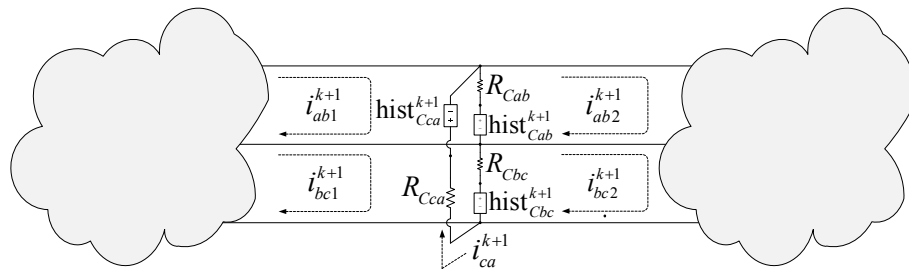 i_{ab1}^{k+1} hist_{Cca}^{k+1} R_{Cab} i_{ab2}^{k+1}
hist_{Cab}^{k+1}
i_{bc1}^{k+1} R_{Cca} R_{Cbc} i_{bc2}^{k+1}
hist_{Cbc}^{k+1}
i_{ca}^{k+1}